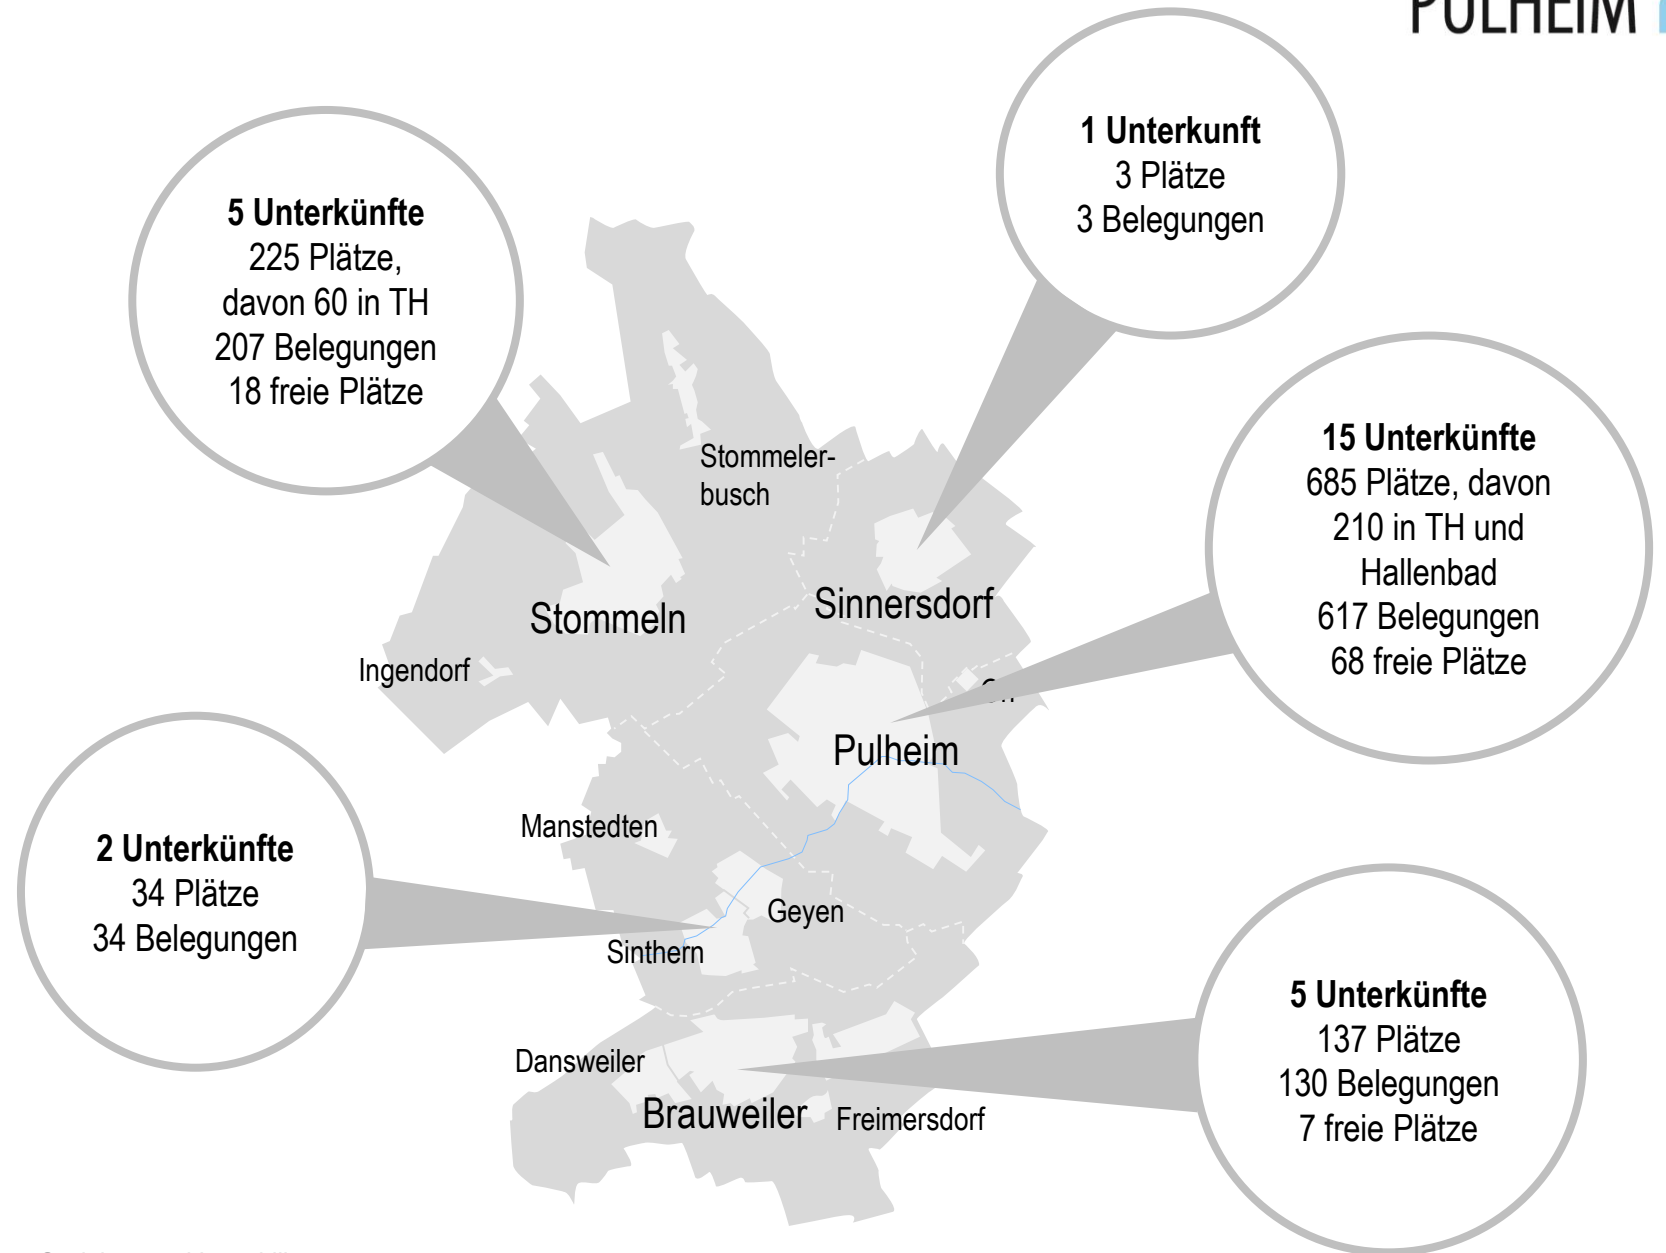 PULHEIM
1 Unterkunft
3 Plätze
3 Belegungen
5 Unterkünfte
225 Plätze,
davon 60 in TH
207 Belegungen
18 freie Plätze
15 Unterkünfte
685 Plätze, davon
210 in TH und
Hallenbad
617 Belegungen
68 freie Plätze
Stommeler-
busch
Sinnersdorf
Stommeln
Ingendorf
Pulheim
Manstedten
2 Unterkünfte
34 Plätze
34 Belegungen
Geyen
Sinthern
5 Unterkünfte
137 Plätze
130 Belegungen
7 freie Plätze
Dansweiler
Brauweiler
Freimersdorf